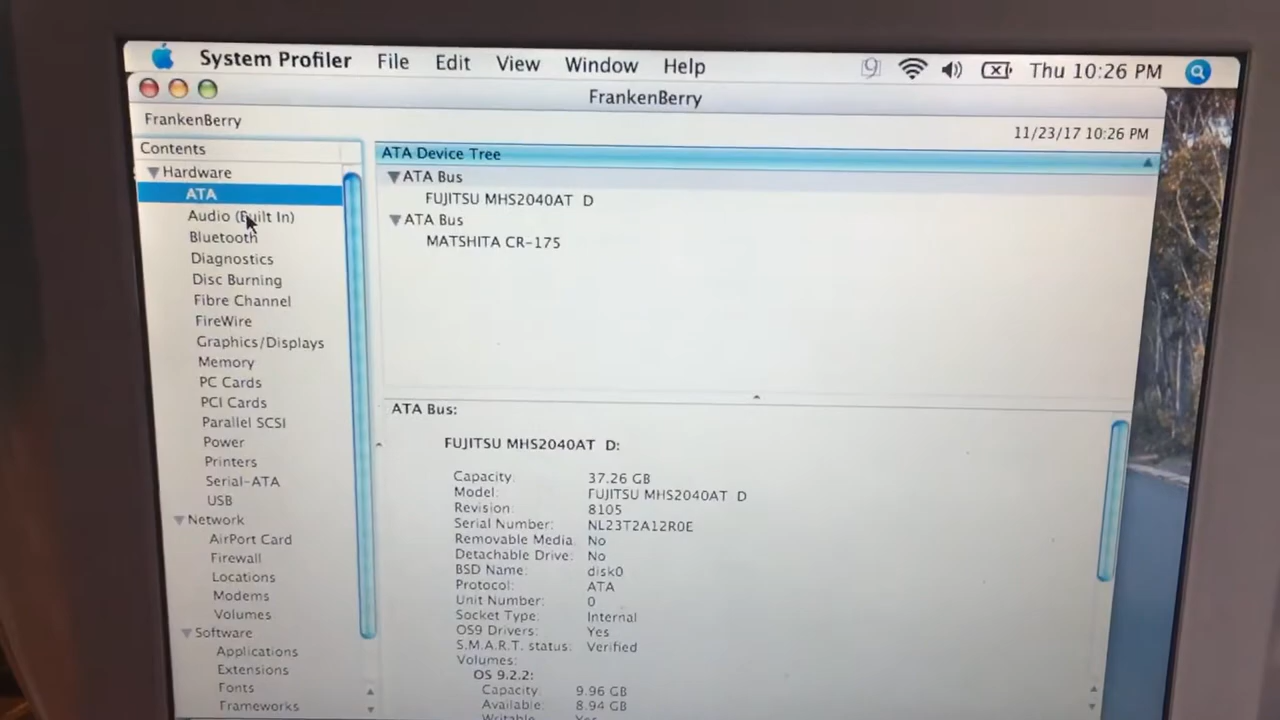 System Profiler File Edit View Window Help 9 Thu 10:26 PM
FrankenBerry
FrankenBerry
11/23/17 10:26 PM
Contents
Hardware
ATA
Audio (Built In)
Bluetooth
Diagnostics
Disc Burning
Fibre Channel
FireWire
Graphics/Displays
Memory
PC Cards
PCI Cards
Parallel SCSI
Power
Printers
Serial-ATA
USB
Network
AirPort Card
Firewall
Locations
Modems
Volumes
Software
Applications
Extensions
Fonts
Frameworks
ATA Device Tree
ATA Bus
FUJITSU MHS2040AT D
ATA Bus
MATSHITA CR-175
ATA Bus:
FUJITSU MHS2040AT D:
Capacity: 37.26 GB
Model: FUJITSU MHS2040AT D
Revision: 8105
Serial Number: NL23T2A12R0E
Removable Media: No
Detachable Drive: No
BSD Name: disk0
Protocol: ATA
Unit Number: 0
Socket Type: Internal
OS9 Drivers: Yes
S.M.A.R.T. status: Verified
Volumes:
OS 9.2.2:
Capacity: 9.96 GB
Available: 8.94 GB
Writable: Yes